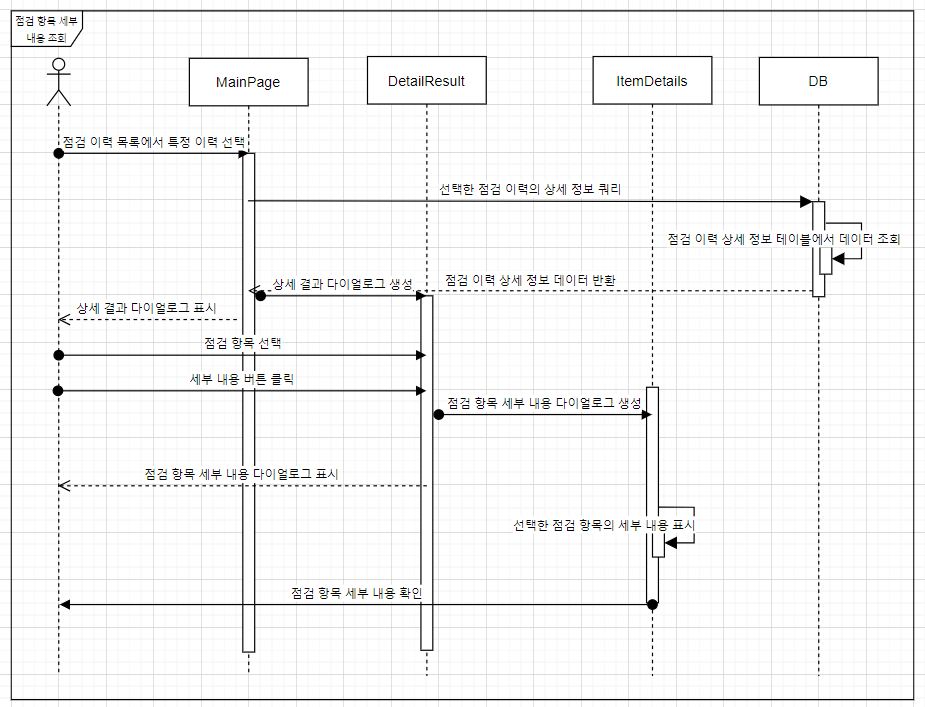 점검 항목 세부
내용 조회
MainPage
DetailResult
ItemDetails
DB
점검 이력 목록에서 특정 이력 선택
선택한 점검 이력의 상세 정보 쿼리
점검 이력 상세 정보 테이블에서 데이터 조회
점검 이력 상세 정보 데이터 반환
상세 결과 다이얼로그 생성
상세 결과 다이얼로그 표시
점검 항목 선택
세부 내용 버튼 클릭
점검 항목 세부 내용 다이얼로그 생성
점검 항목 세부 내용 다이얼로그 표시
선택한 점검 항목의 세부 내용 표시
점검 항목 세부 내용 확인